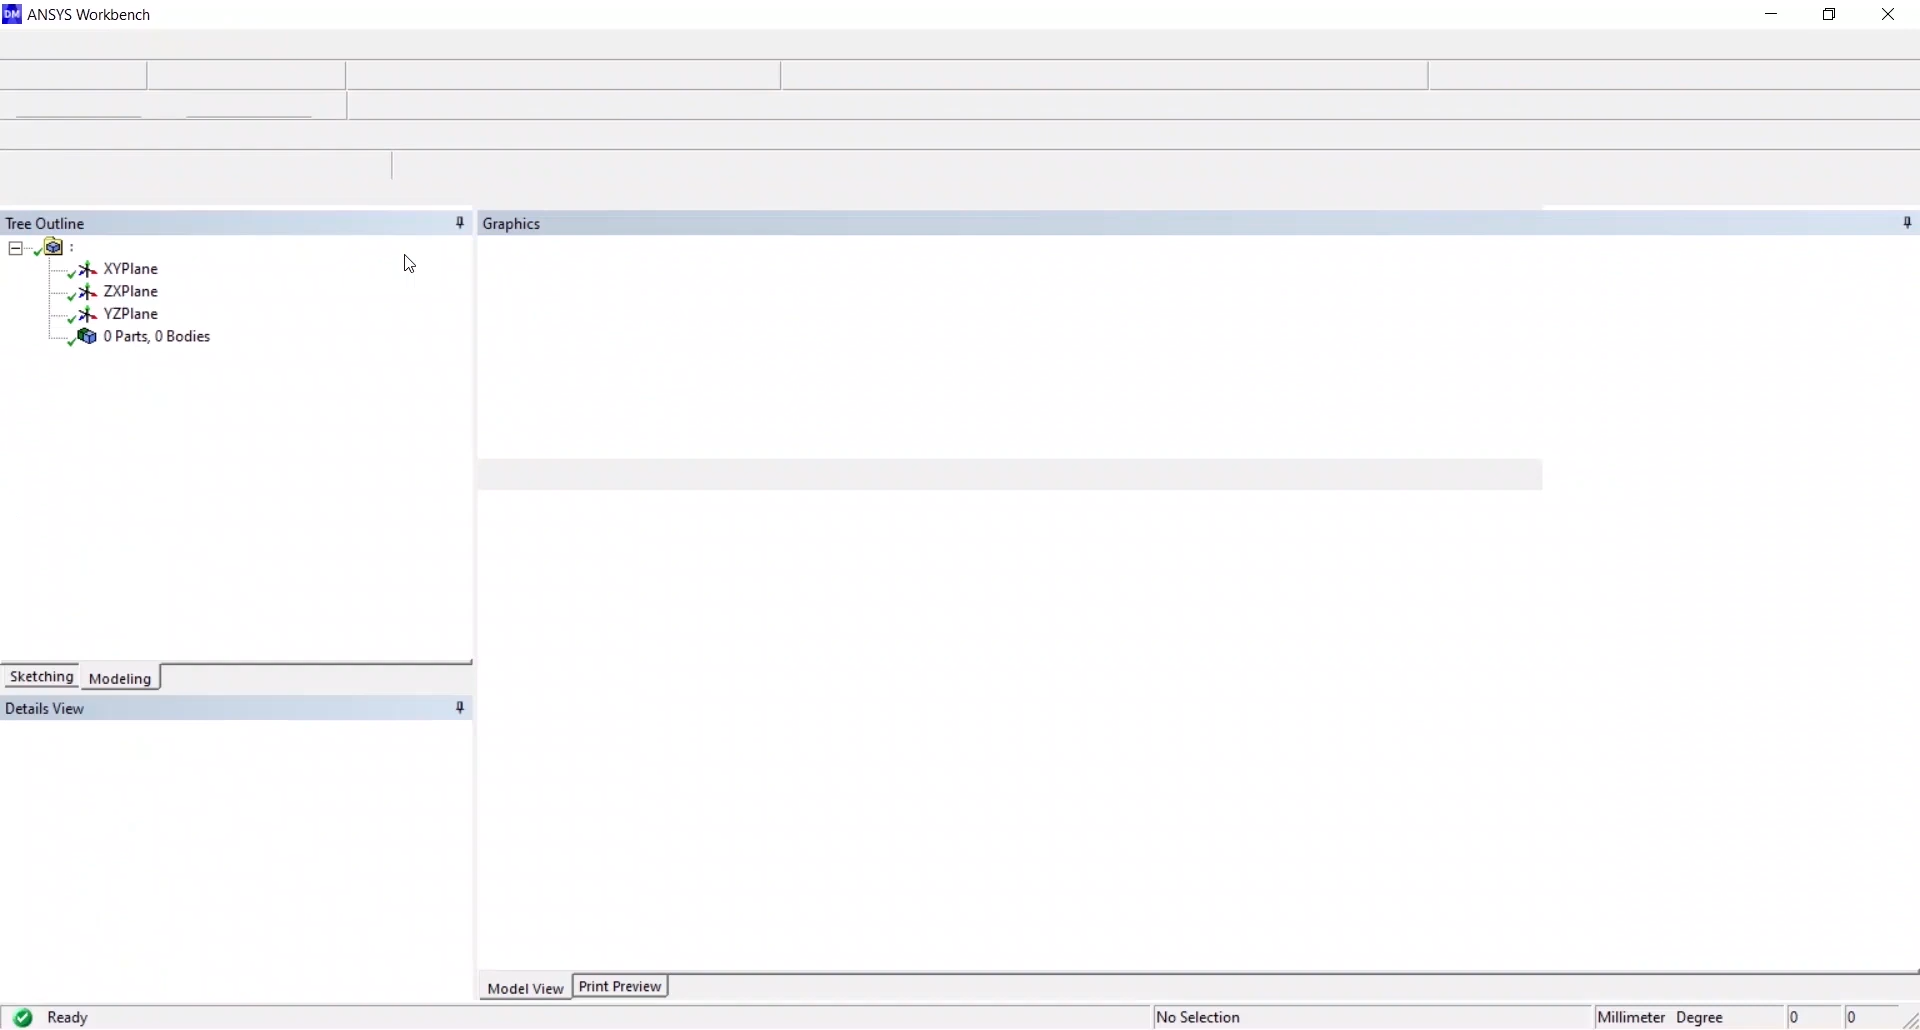 DM ANSYS Workbench
Tree Outline
Graphics
:
XYPlane
ZXPlane
YZPlane
0 Parts, 0 Bodies
Sketching Modeling
Details View
Model View Print Preview
Ready
No Selection
Millimeter Degree 0 0